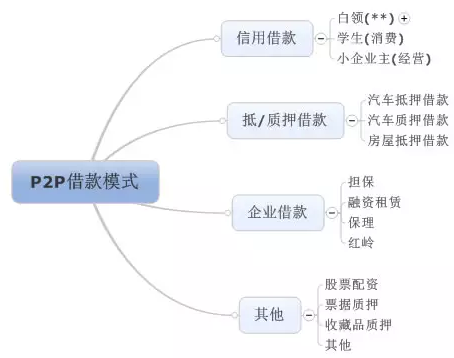 白领(**)
信用借款
学生(消费)
小企业主(经营)
汽车抵押借款
抵/质押借款
汽车质押借款
房屋抵押借款
P2P借款模式
担保
融资租赁
企业借款
保理
红岭
股票配资
票据质押
其他
收藏品质押
其他